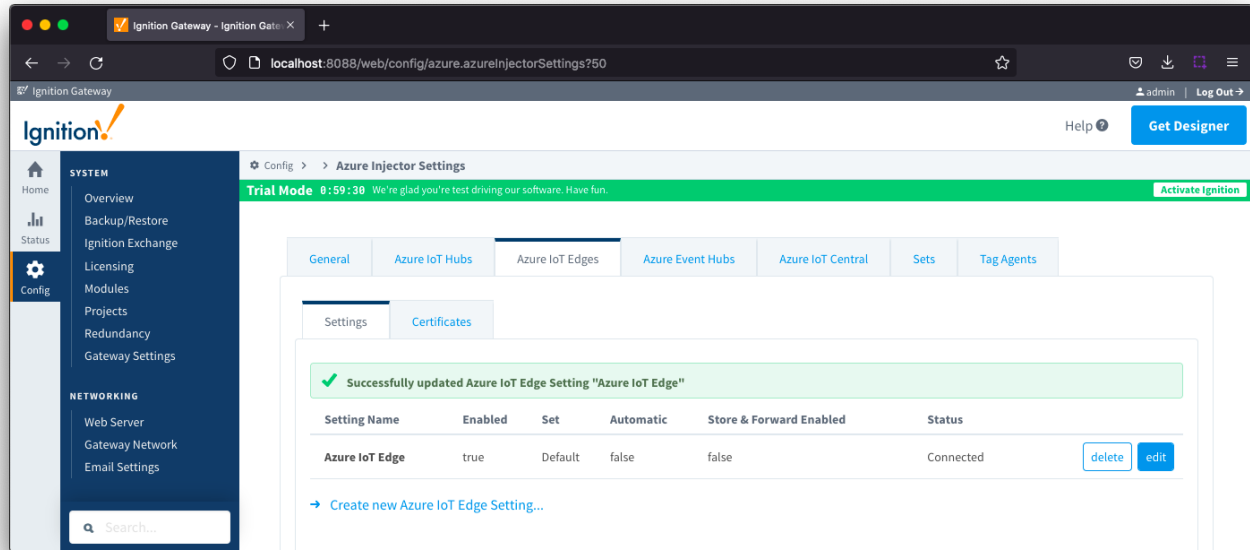 Ignition Gateway - Ignition Gate
localhost:8088/web/config/azure.azureInjectorSettings?50
Ignition Gateway
admin | Log Out
Ignition!
Help
Get Designer
Home
Status
Config
SYSTEM
Overview
Backup/Restore
Ignition Exchange
Licensing
Modules
Projects
Redundancy
Gateway Settings
NETWORKING
Web Server
Gateway Network
Email Settings
Search...
Config > > Azure Injector Settings
Trial Mode 0:59:30 We're glad you're test driving our software. Have fun.
Activate Ignition
General Azure IoT Hubs Azure IoT Edges Azure Event Hubs Azure IoT Central Sets Tag Agents
Settings Certificates
Successfully updated Azure IoT Edge Setting "Azure IoT Edge"
Setting Name Enabled Set Automatic Store & Forward Enabled Status
Azure IoT Edge true Default false false Connected delete edit
→ Create new Azure IoT Edge Setting...